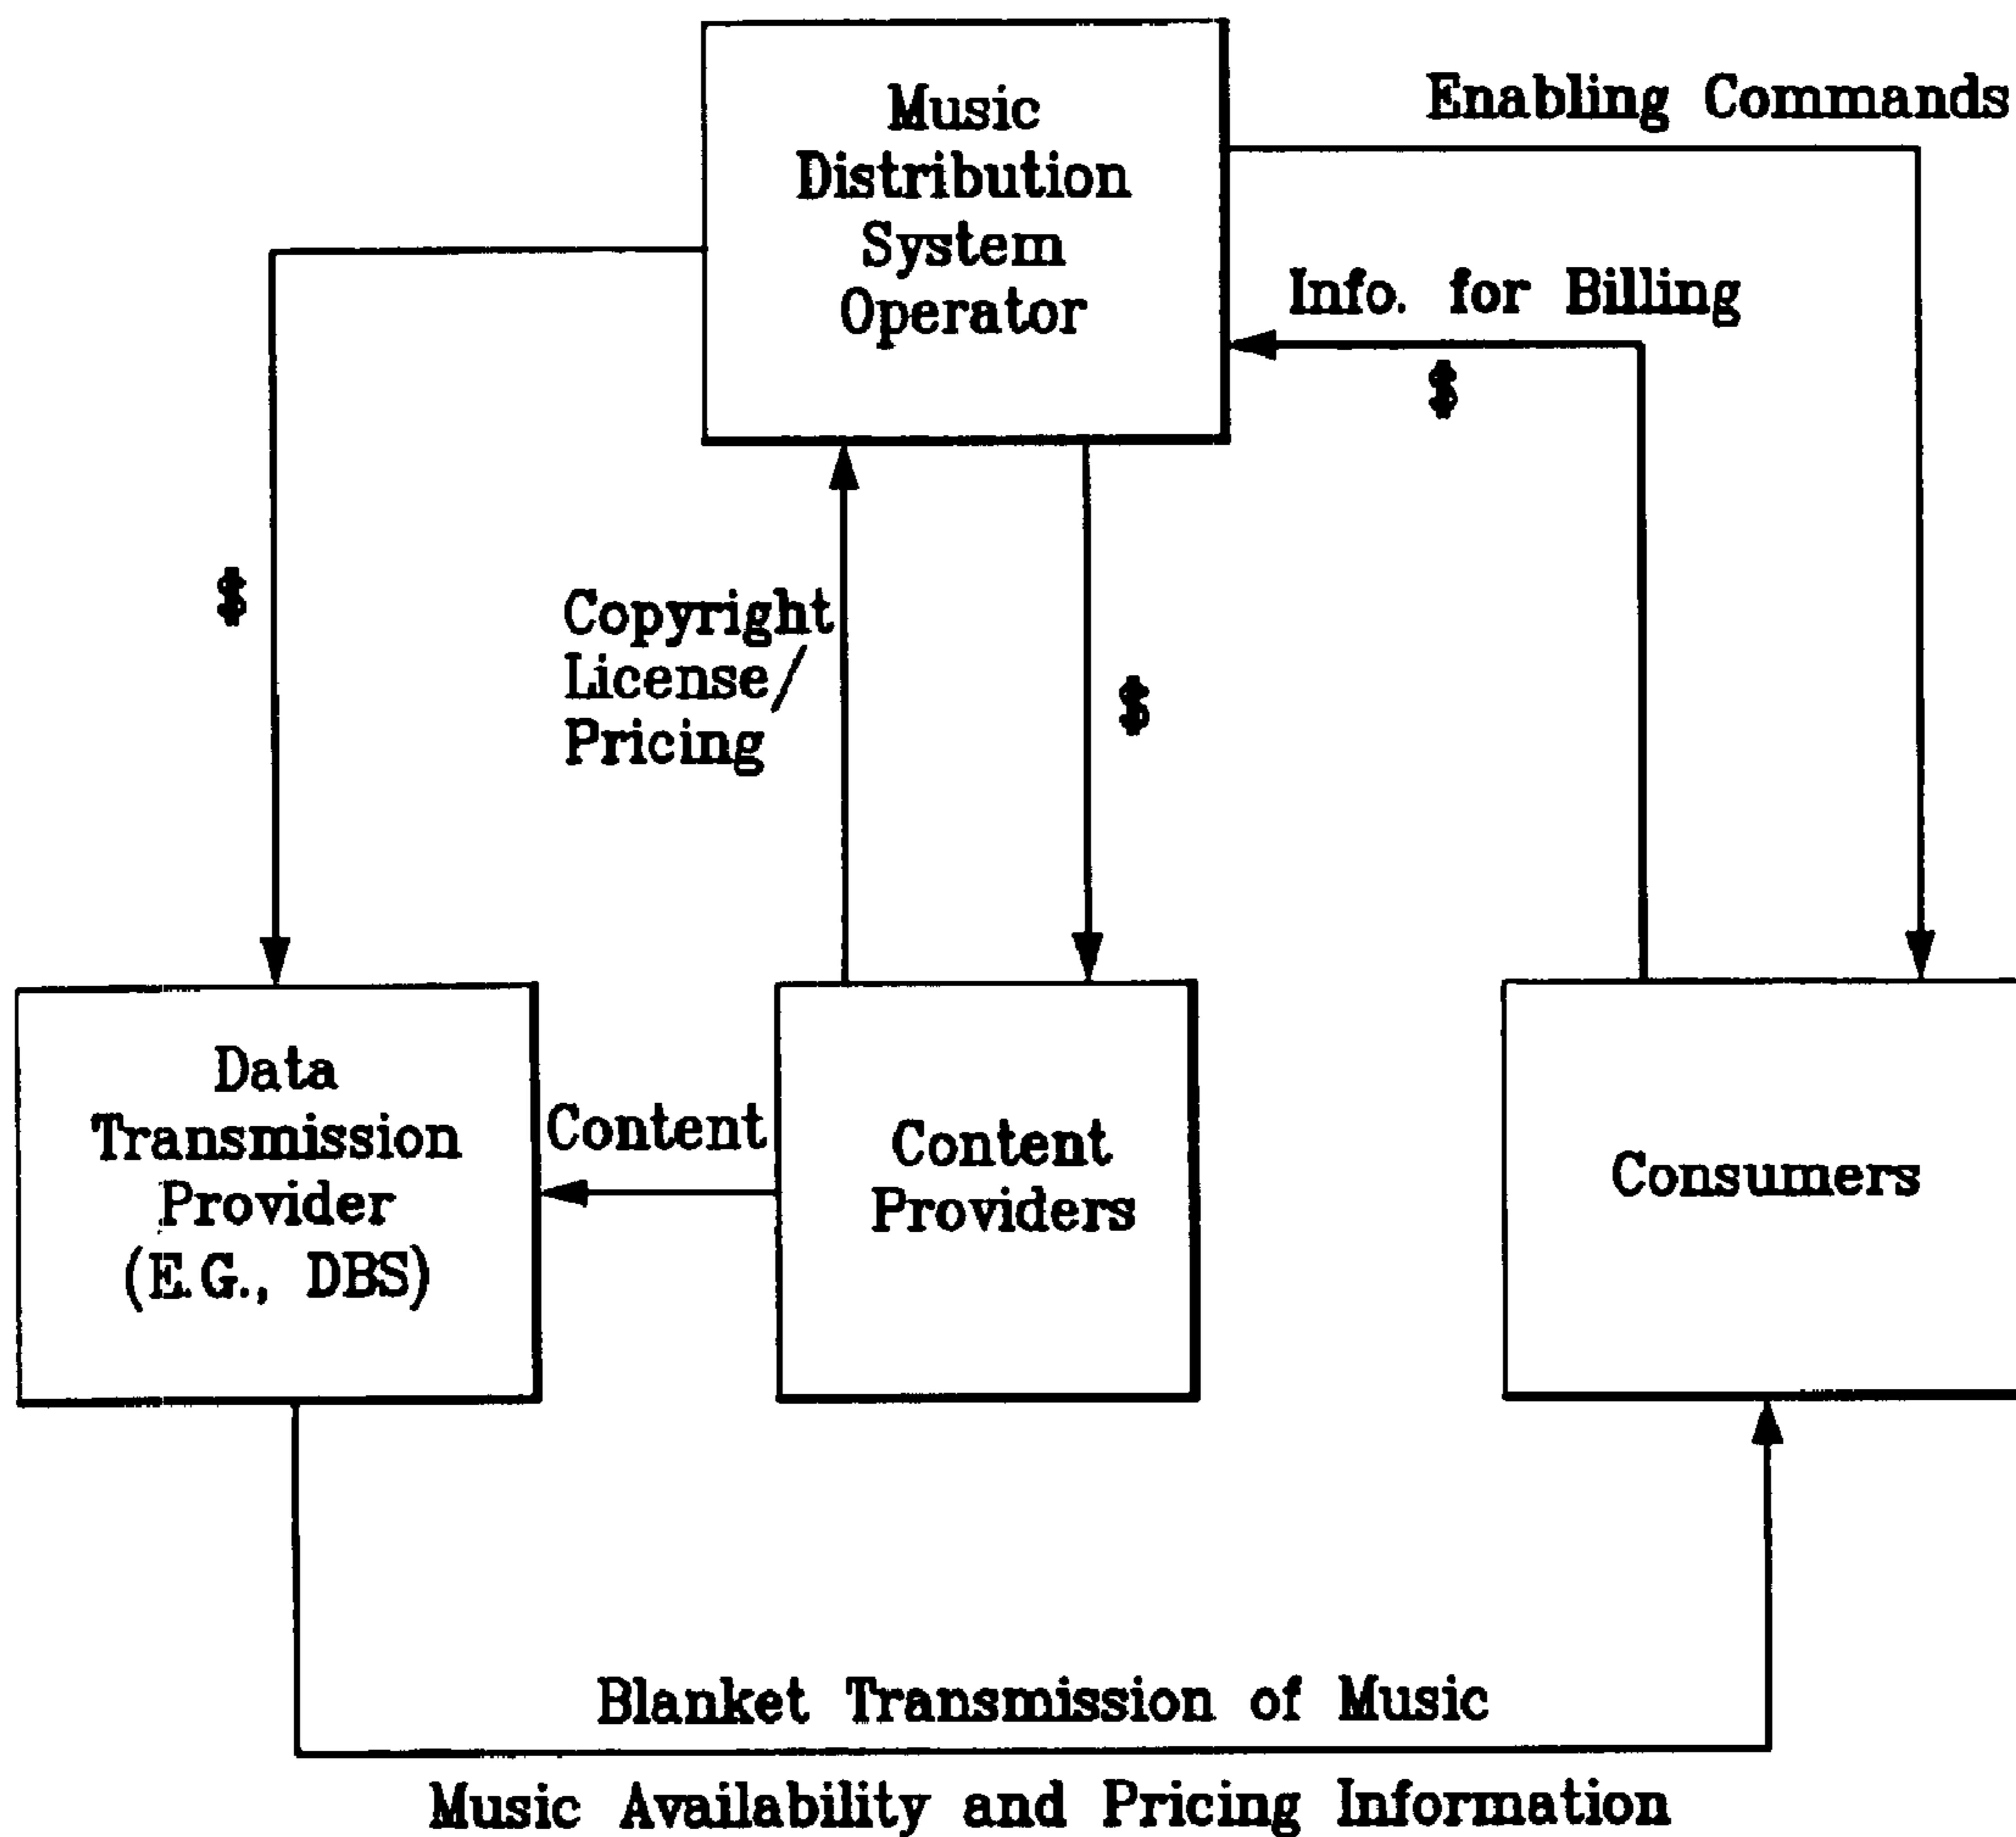 Music
Distribution
System
Operator
Enabling Commands
Info. for Billing
$
$
Copyright
License/
Pricing
$
Data
Transmission
Provider
(E.G., DBS)
Content
Content
Providers
Consumers
Blanket Transmission of Music
Music Availability and Pricing Information